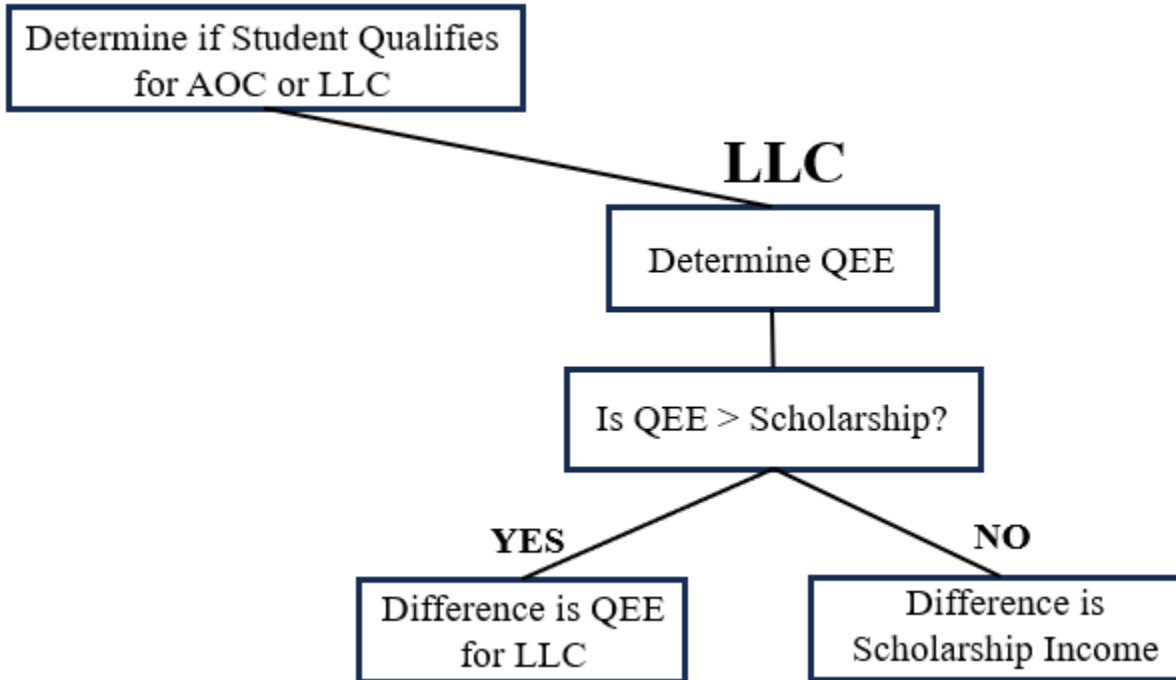 Determine if Student Qualifies
for AOC or LLC
LLC
Determine QEE
Is QEE > Scholarship?
YES
NO
Difference is QEE
for LLC
Difference is
Scholarship Income